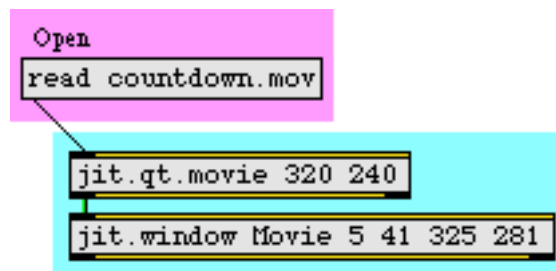 Open
read countdown.mov
jit.qt.movie 320 240
jit.window Movie 5 41 325 281